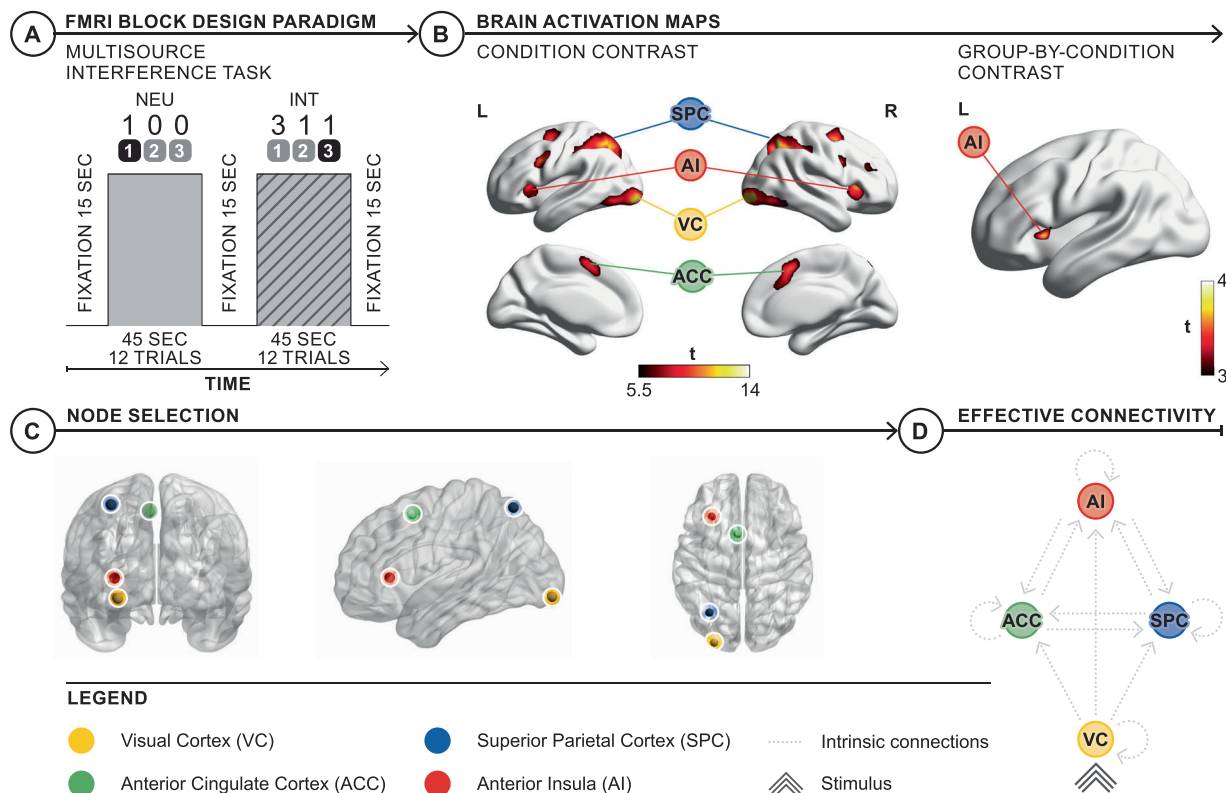 A FMRI BLOCK DESIGN PARADIGM
MULTISOURCE
INTERFERENCE TASK
NEU
1 0 0
1 2 3
INT
3 1 1
1 2 3
FIXATION 15 SEC
FIXATION 15 SEC
FIXATION 15 SEC
45 SEC
12 TRIALS
45 SEC
12 TRIALS
TIME
B BRAIN ACTIVATION MAPS
CONDITION CONTRAST
L
R
SPC
AI
VC
ACC
t
5.5 14
GROUP-BY-CONDITION
CONTRAST
L
AI
4
t
3
C NODE SELECTION
D EFFECTIVE CONNECTIVITY
AI
ACC SPC
VC
LEGEND
Visual Cortex (VC)
Superior Parietal Cortex (SPC)
Intrinsic connections
Anterior Cingulate Cortex (ACC)
Anterior Insula (AI)
Stimulus